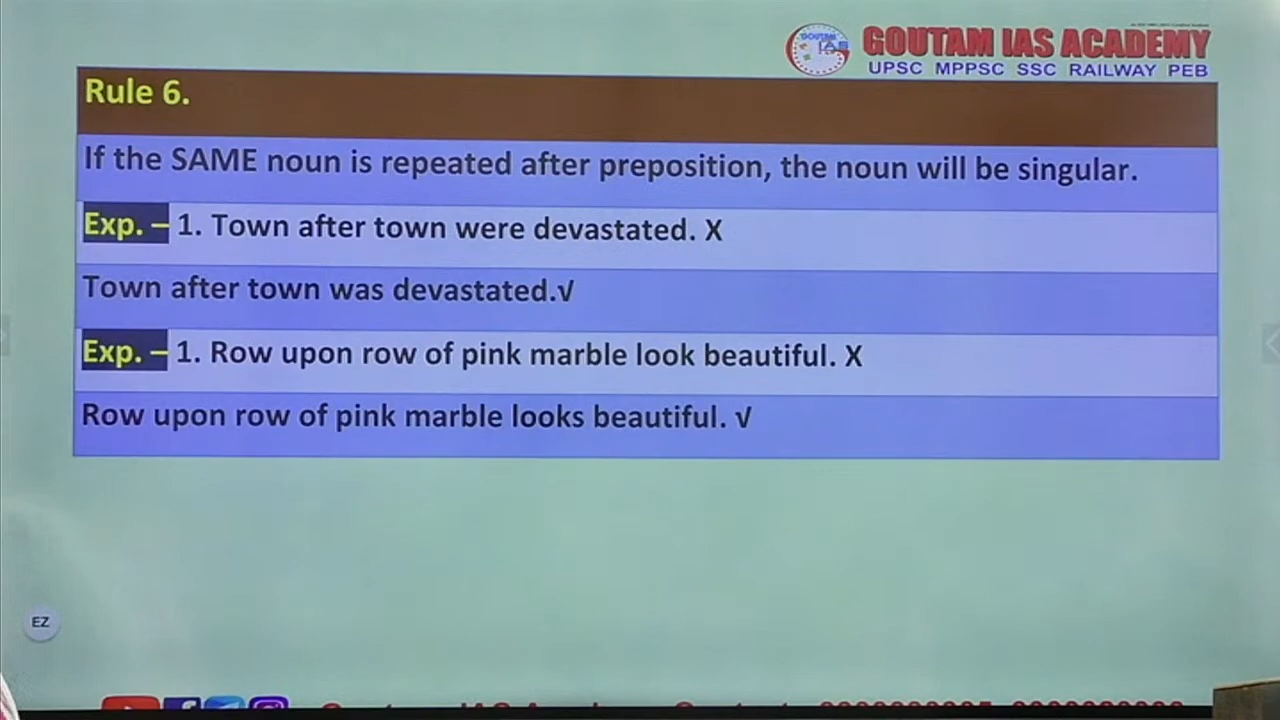 GOUTAM
IAS
GOUTAM IAS ACADEMY
UPSC MPPSC SSC RAILWAY PEB
Rule 6.
If the SAME noun is repeated after preposition, the noun will be singular.
Exp. – 1. Town after town were devastated. X
Town after town was devastated.√
Exp. – 1. Row upon row of pink marble look beautiful. X
Row upon row of pink marble looks beautiful. √
EZ